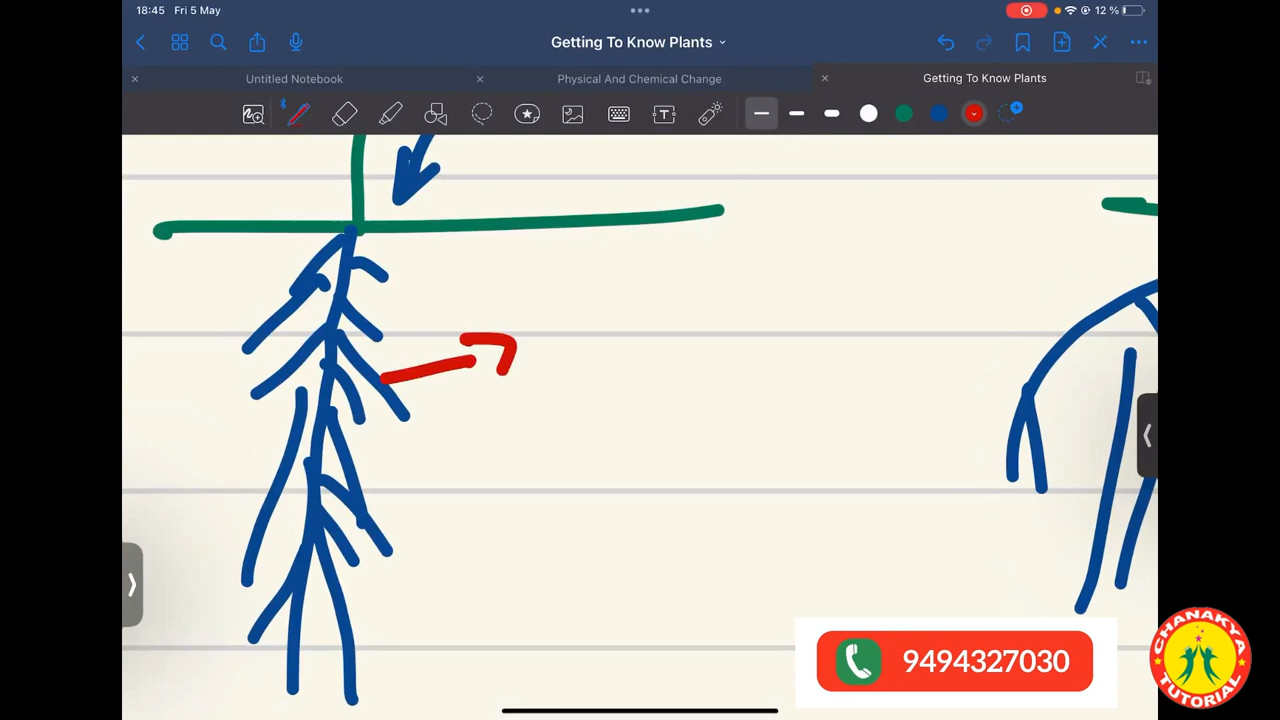 18:45 Fri 5 May
12 %
Getting To Know Plants
Untitled Notebook
Physical And Chemical Change
Getting To Know Plants
T
9494327030
CHANAKYA
TUTORIAL